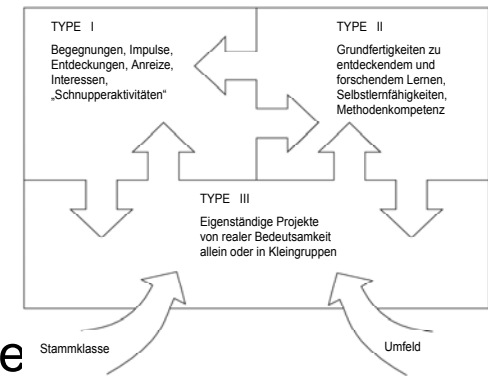 TYPE I
Begegnungen, Impulse,
Entdeckungen, Anreize,
Interessen,
„Schnupperaktivitäten“
TYPE II
Grundfertigkeiten zu
entdeckendem und
forschendem Lernen,
Selbstlernfähigkeiten,
Methodenkompetenz
TYPE III
Eigenständige Projekte
von realer Bedeutsamkeit
allein oder in Kleingruppen
e
Stammklasse
Umfeld